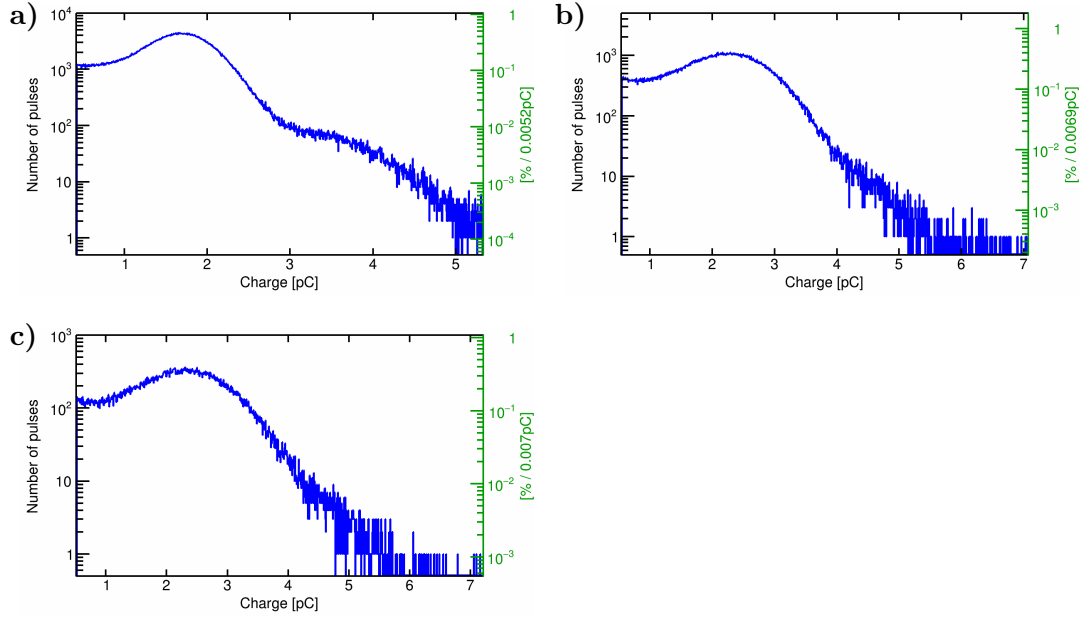 a)
Number of pulses
10⁴
10³
10²
10
1
1 2 3 4 5
Charge [pC]
1
10⁻¹
10⁻²
10⁻³
10⁻⁴
[% / 0.0052pC]
b)
Number of pulses
10³
10²
10
1
1 2 3 4 5 6 7
Charge [pC]
1
10⁻¹
10⁻²
10⁻³
[% / 0.0069pC]
c)
Number of pulses
10³
10²
10
1
1 2 3 4 5 6 7
Charge [pC]
1
10⁻¹
10⁻²
10⁻³
[% / 0.007pC]